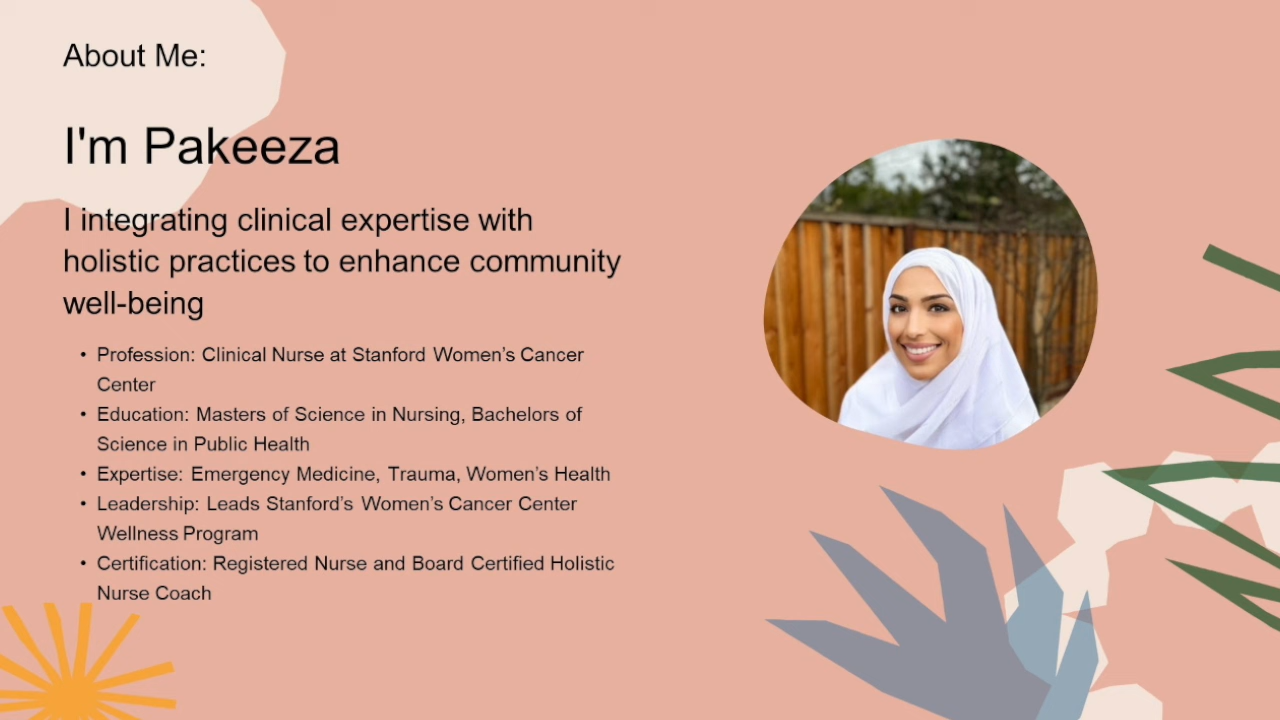 About Me:
I'm Pakeeza
I integrating clinical expertise with
holistic practices to enhance community
well-being
• Profession: Clinical Nurse at Stanford Women’s Cancer
Center
• Education: Masters of Science in Nursing, Bachelors of
Science in Public Health
• Expertise: Emergency Medicine, Trauma, Women’s Health
• Leadership: Leads Stanford’s Women’s Cancer Center
Wellness Program
• Certification: Registered Nurse and Board Certified Holistic
Nurse Coach